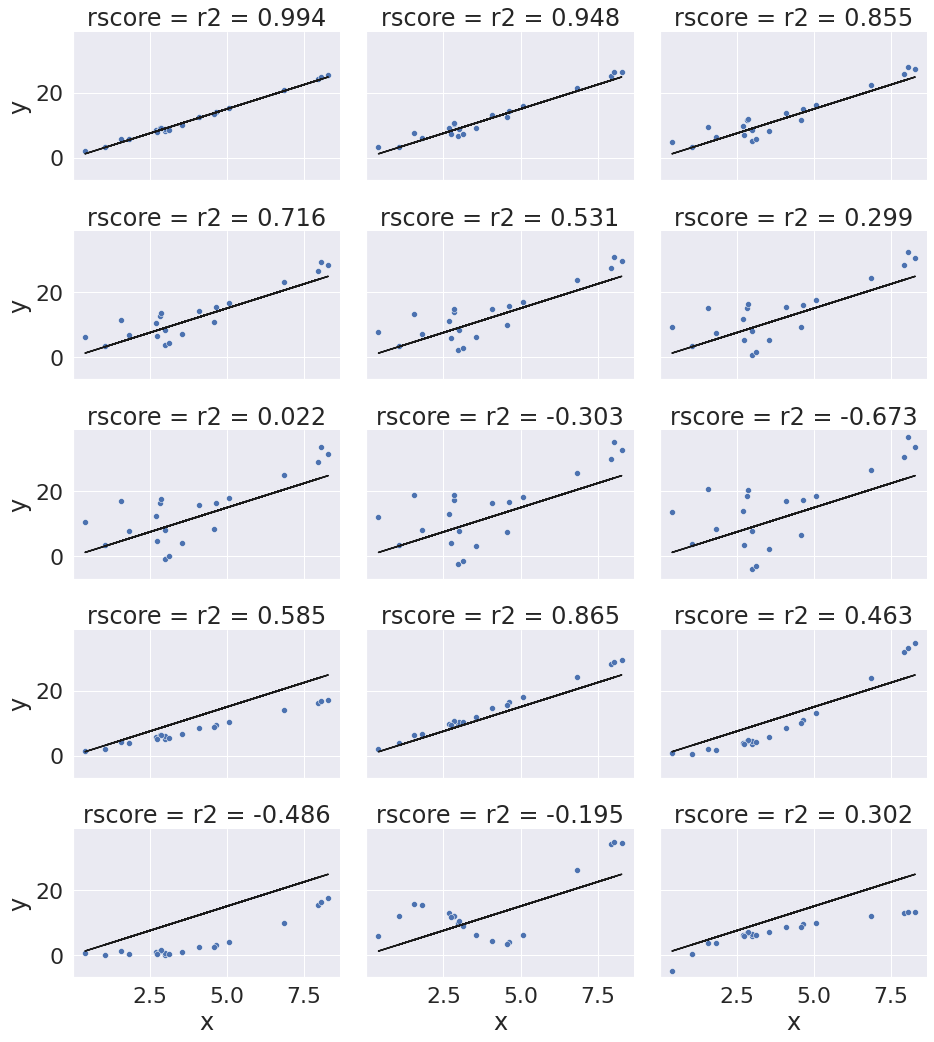 rscore = r2 = 0.994 rscore = r2 = 0.948 rscore = r2 = 0.855
20
0
y
rscore = r2 = 0.716 rscore = r2 = 0.531 rscore = r2 = 0.299
20
0
y
rscore = r2 = 0.022 rscore = r2 = -0.303 rscore = r2 = -0.673
20
0
y
rscore = r2 = 0.585 rscore = r2 = 0.865 rscore = r2 = 0.463
20
0
y
rscore = r2 = -0.486 rscore = r2 = -0.195 rscore = r2 = 0.302
20
0
y
2.5 5.0 7.5 2.5 5.0 7.5 2.5 5.0 7.5
x x x